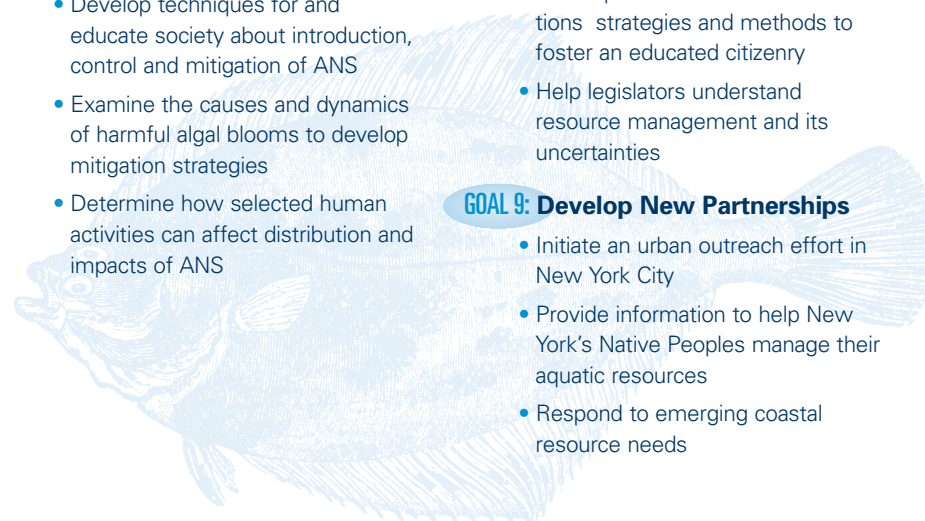 • Develop techniques for and
educate society about introduction,
control and mitigation of ANS
• Examine the causes and dynamics
of harmful algal blooms to develop
mitigation strategies
• Determine how selected human
activities can affect distribution and
impacts of ANS
tions strategies and methods to
foster an educated citizenry
• Help legislators understand
resource management and its
uncertainties
GOAL 9: Develop New Partnerships
• Initiate an urban outreach effort in
New York City
• Provide information to help New
York's Native Peoples manage their
aquatic resources
• Respond to emerging coastal
resource needs